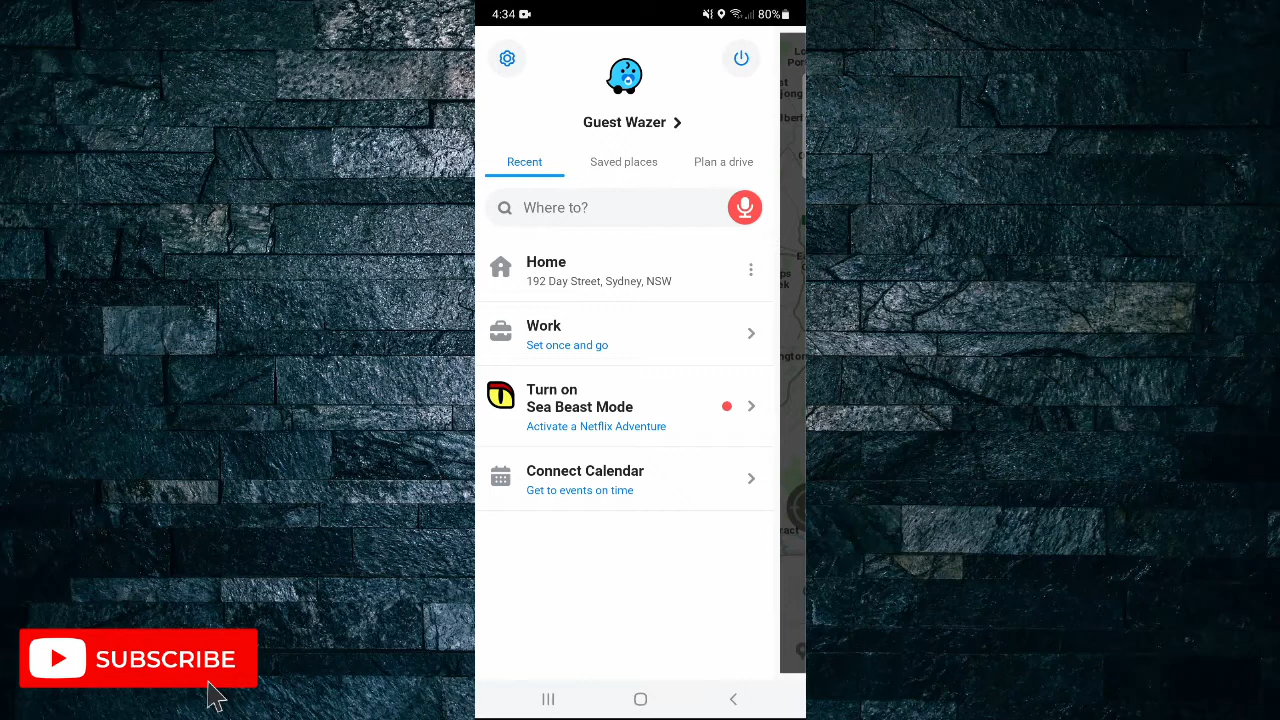 4:34
80%
Guest Wazer
Recent
Saved places
Plan a drive
Where to?
Home
192 Day Street, Sydney, NSW
Work
Set once and go
Turn on
Sea Beast Mode
Activate a Netflix Adventure
Connect Calendar
Get to events on time
SUBSCRIBE